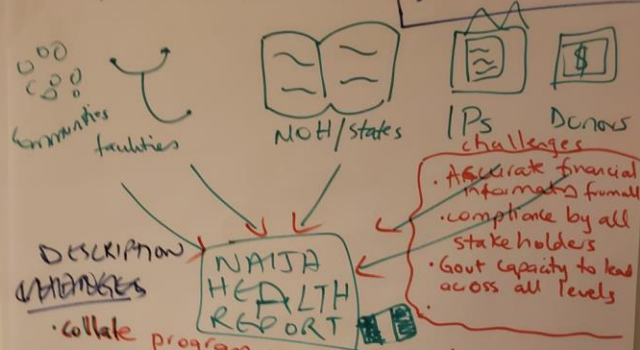 $
Communities
facilities
MOH/States
IPs
Donors
challenges
• Accurate financial
information from all
• compliance by all
stakeholders
• Govt capacity to lead
across all levels
NAIJA
HEALTH
REPORT
DESCRIPTION
• collate program